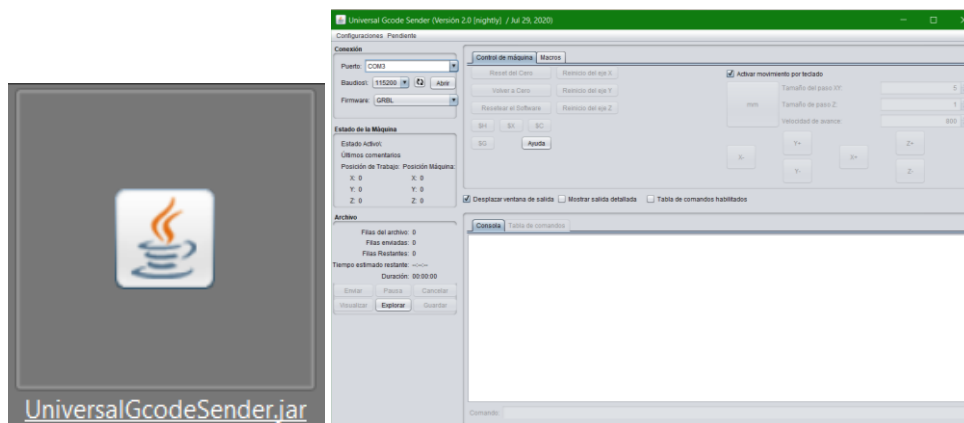 UniversalGcodeSender.jar
Universal Gcode Sender (Versión 2.0 [nightly] / Jul 29, 2020)
Configuraciones Pendiente
Conexión
Puerto: COM3
Baudios\: 115200 Abrir
Firmware: GRBL
Estado de la Máquina
Estado Activo\:
Últimos comentarios
Posición de Trabajo: Posición Máquina:
X: 0 X: 0
Y: 0 Y: 0
Z: 0 Z: 0
Archivo
Filas del archivo: 0
Filas enviadas: 0
Filas Restantes: 0
Tiempo estimado restante: --:--:--
Duración: 00:00:00
Enviar Pausa Cancelar
Visualizar Explorar Guardar
Control de máquina Macros
Reset del Cero Reinicio del eje X
Volver a Cero Reinicio del eje Y
Resetear el Software Reinicio del eje Z
$H $X $C
$G Ayuda
Activar movimiento por teclado
mm
Tamaño del paso XY: 5
Tamaño de paso Z: 1
Velocidad de avance: 800
Y+ Z+
X- X+
Y- Z-
Desplazar ventana de salida Mostrar salida detallada Tabla de comandos habilitados
Consola Tabla de comandos
Comando: